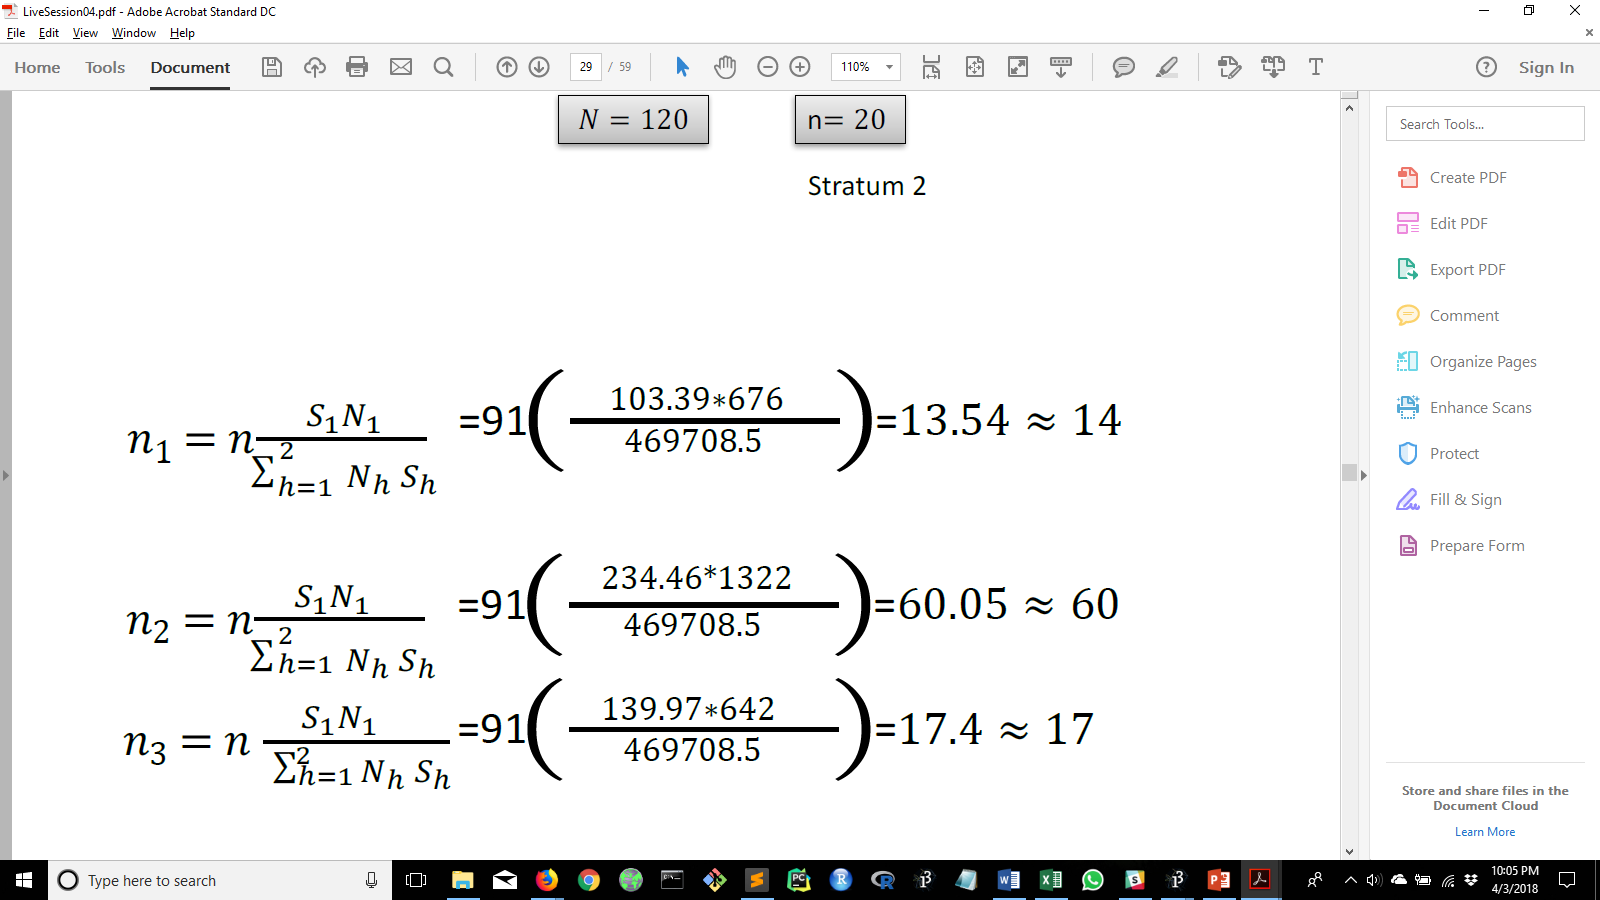 LiveSession04.pdf - Adobe Acrobat Standard DC
File Edit View Window Help
Home Tools Document 29 / 59 110% Sign In
N = 120 n= 20
Stratum 2
n₁ = n S₁N₁ / ∑²ₕ₌₁ Nₕ Sₕ =91( 103.39*676 / 469708.5 )=13.54 ≈ 14
n₂ = n S₁N₁ / ∑²ₕ₌₁ Nₕ Sₕ =91( 234.46*1322 / 469708.5 )=60.05 ≈ 60
n₃ = n S₁N₁ / ∑²ₕ₌₁ Nₕ Sₕ =91( 139.97*642 / 469708.5 )=17.4 ≈ 17
Search Tools...
Create PDF
Edit PDF
Export PDF
Comment
Organize Pages
Enhance Scans
Protect
Fill & Sign
Prepare Form
Store and share files in the
Document Cloud
Learn More
Type here to search
10:05 PM
4/3/2018